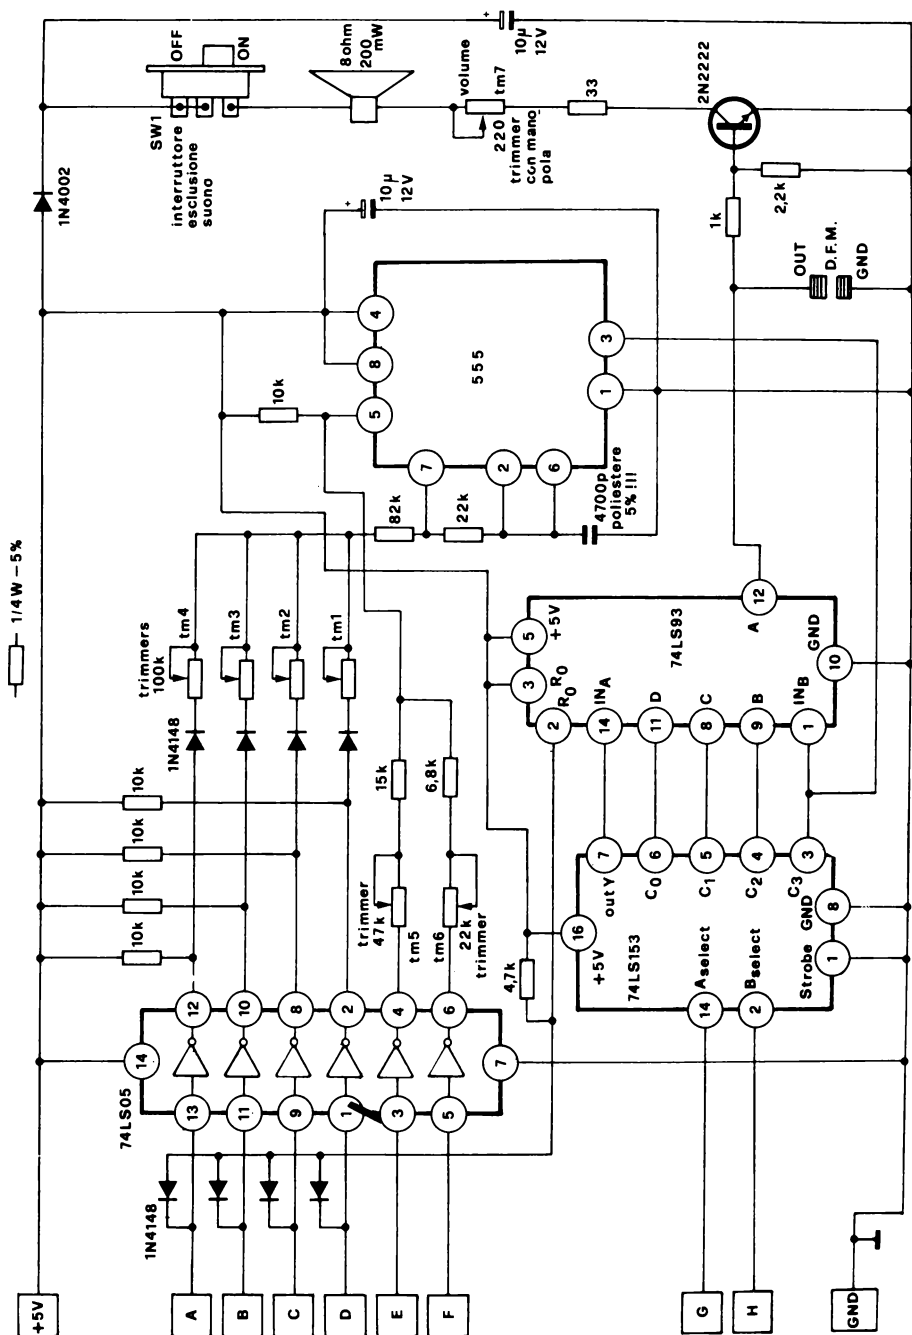 1/4W – 5%
+5V
A
B
C
D
E
F
G
H
GND
1N4148
74LS05
14
13
12
11
10
9
8
1
2
3
4
5
6
7
10k
10k
10k
10k
1N4148
trimmers
100k
tm4
tm3
tm2
tm1
trimmer
47k
tm5
15k
tm6
22k
trimmer
6,8k
4,7k
1N4002
10k
82k
22k
4700p
poliestere
5% !!!
555
4
8
5
7
2
6
1
3
10µ
12V
SW1
interruttore
esclusione
suono
OFF
ON
8ohm
200
mW
volume
tm7
220
trimmer
con mano
pola
33
10µ
12V
2N2222
1k
2,2k
OUT
D.F.M.
GND
74LS153
16
+5V
14
Aselect
2
Bselect
Strobe
1
GND
8
7
outY
6
C0
5
C1
4
C2
3
C3
74LS93
5
+5V
3
R0
2
R0
14
INA
11
D
8
C
9
B
1
INB
12
A
10
GND